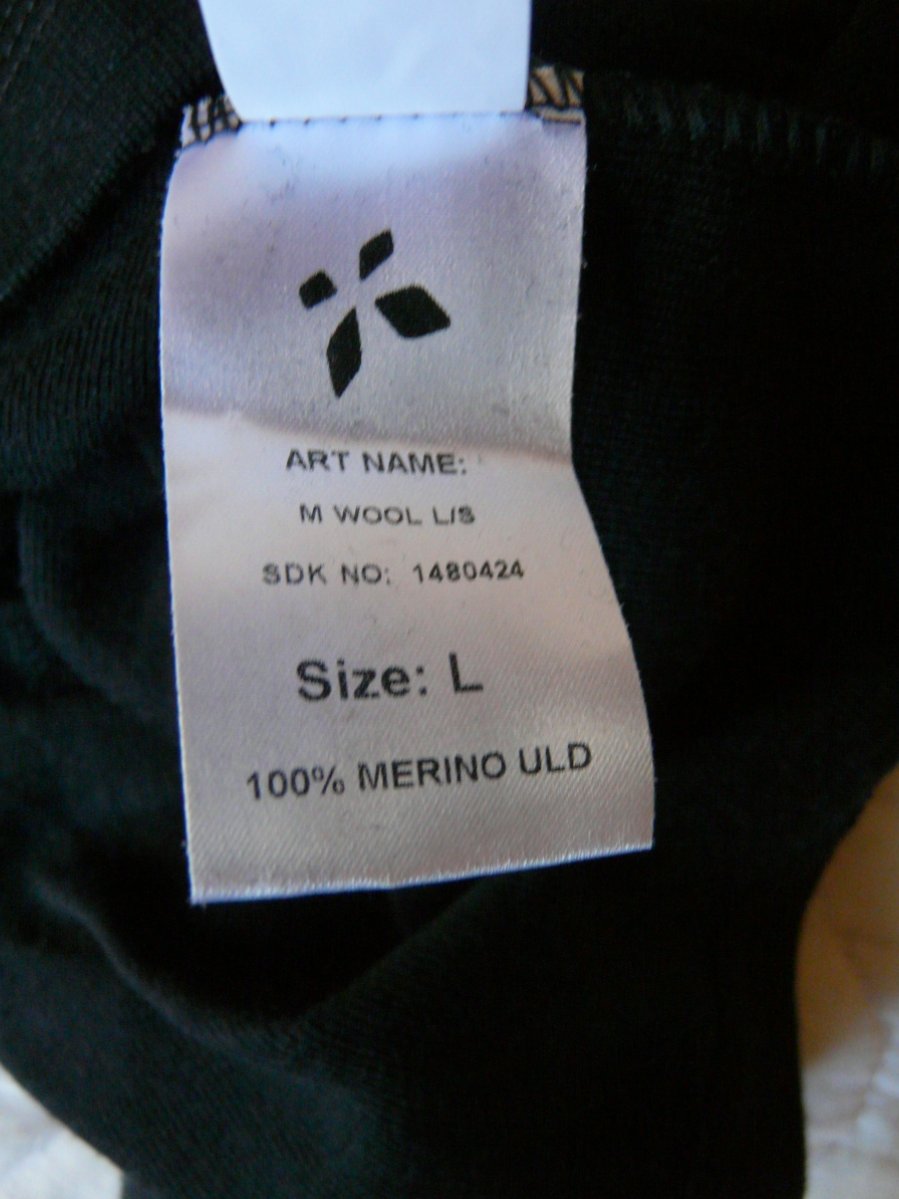 ART NAME:
M WOOL L/S
SDK NO: 1480424
Size: L
100% MERINO ULD